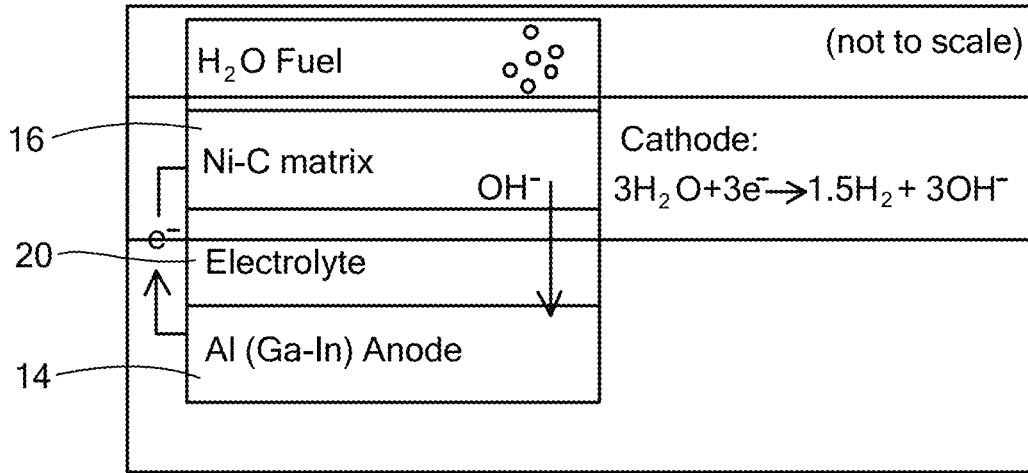 H₂O Fuel
(not to scale)
16
Ni-C matrix
Cathode:
OH⁻
3H₂O+3e⁻→1.5H₂ + 3OH⁻
e⁻
20
Electrolyte
Al (Ga-In) Anode
14